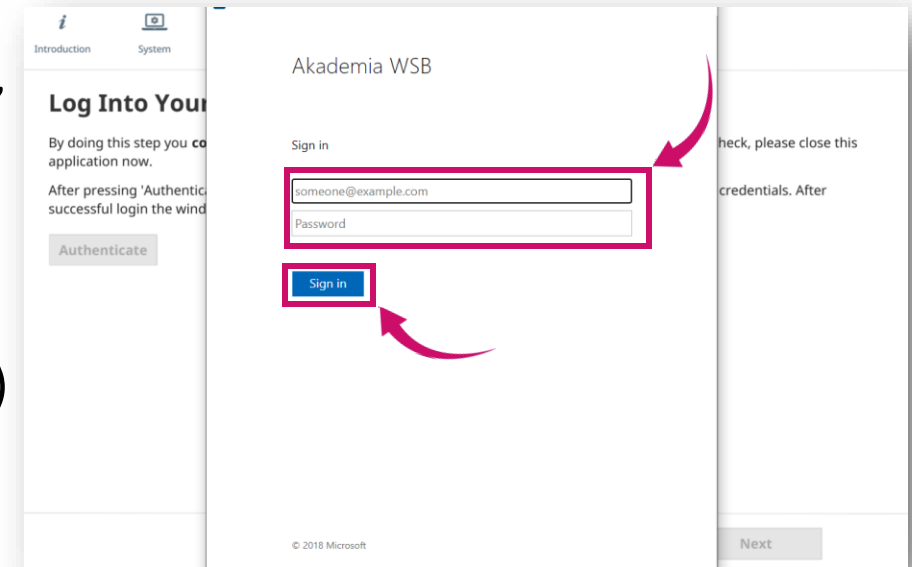 Introduction
System
Log Into Your
By doing this step you co
heck, please close this
application now.
After pressing 'Authentica
credentials. After
successful login the wind
Authenticate
Akademia WSB
Sign in
someone@example.com
Password
Sign in
© 2018 Microsoft
Next